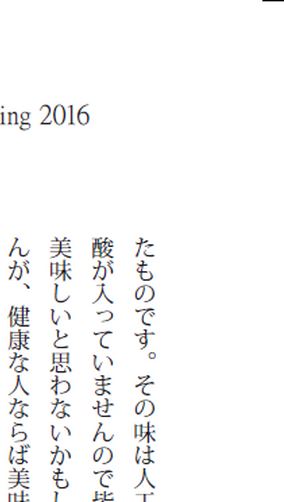 ing 2016
たものです。その味は人工
酸が入っていませんので皆
美味しいと思わないかもし
んが、健康な人ならば美味